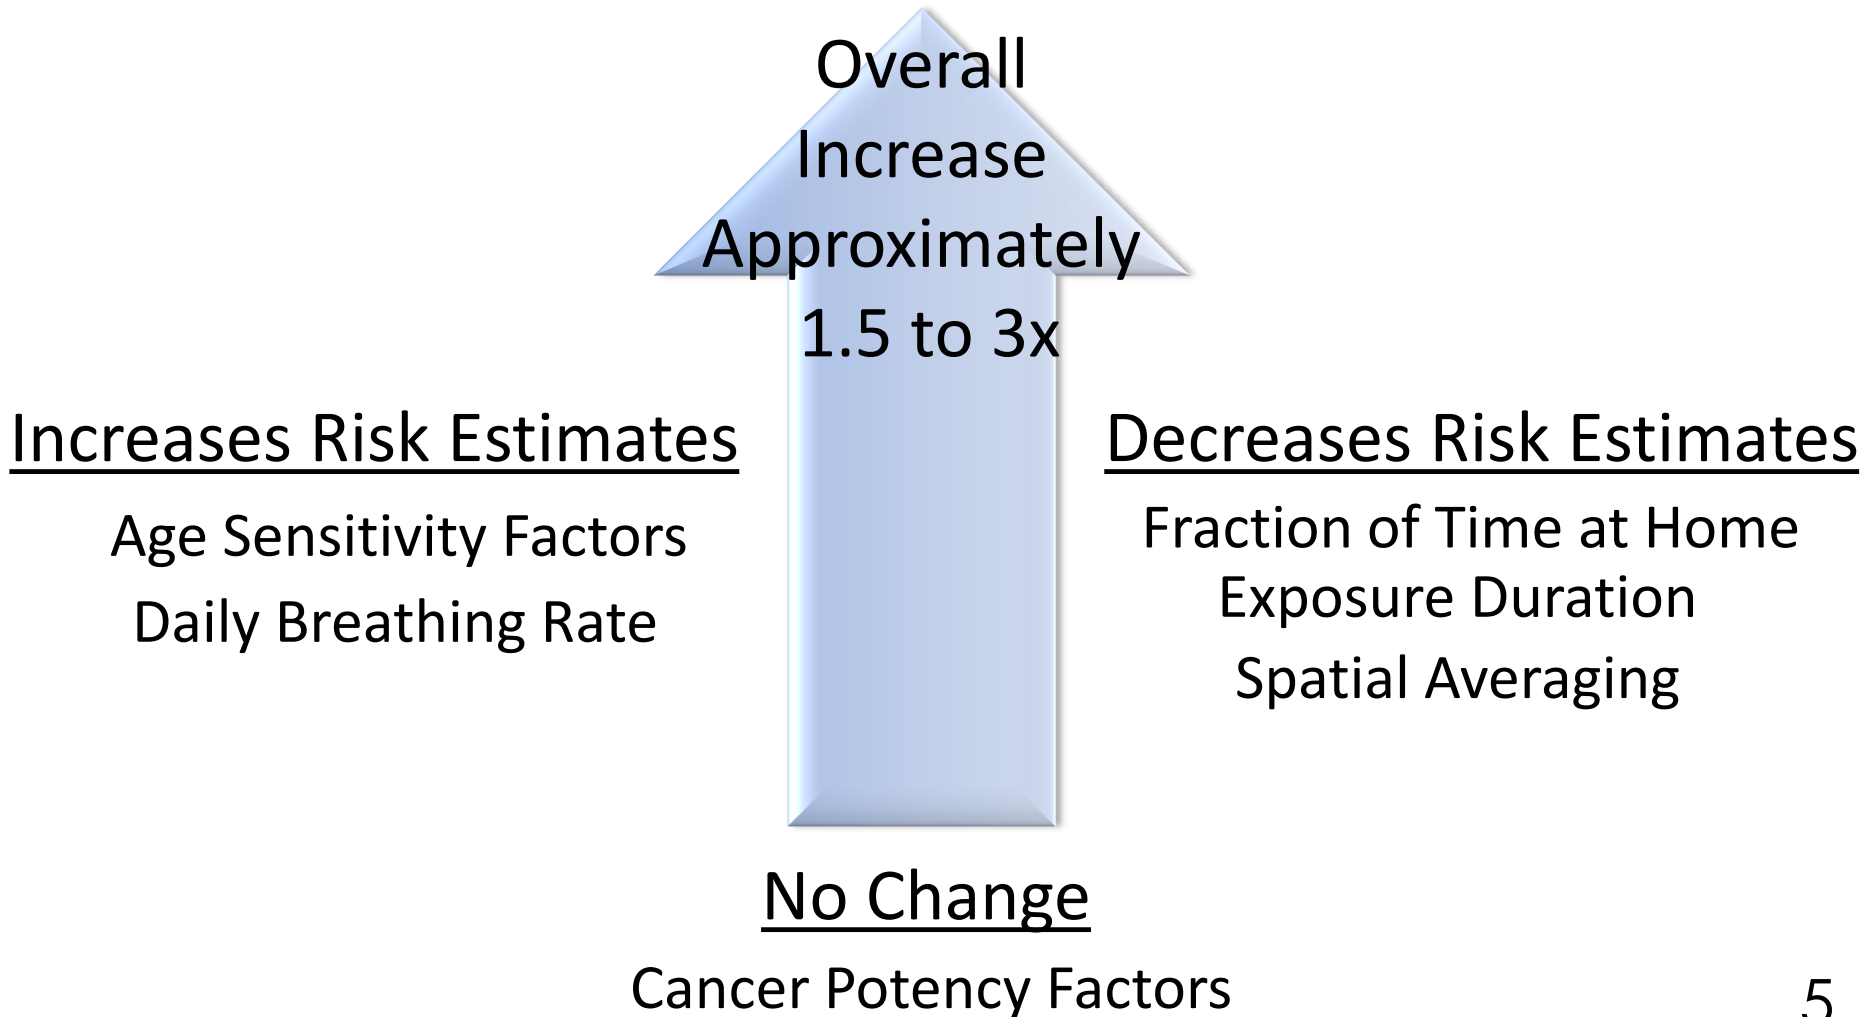 Overall
Increase
Approximately
1.5 to 3x
Increases Risk Estimates
Age Sensitivity Factors
Daily Breathing Rate
Decreases Risk Estimates
Fraction of Time at Home
Exposure Duration
Spatial Averaging
No Change
Cancer Potency Factors
5